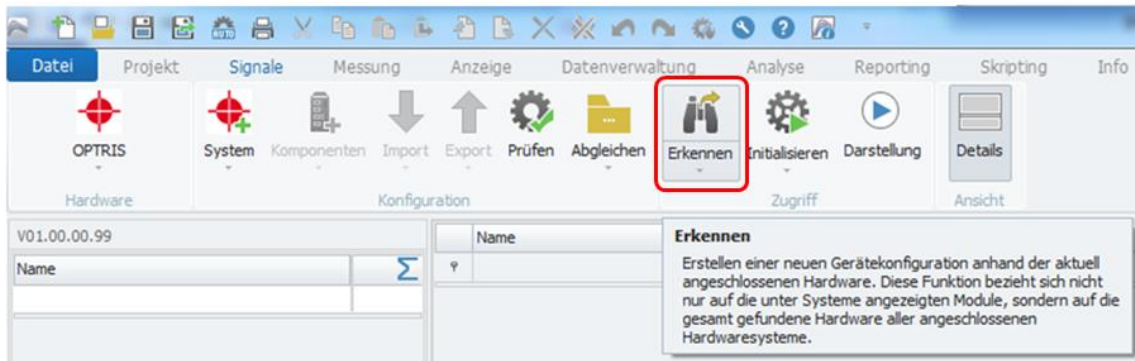 AUTO
Datei Projekt Signale Messung Anzeige Datenverwaltung Analyse Reporting Skripting Info
OPTRIS System Komponenten Import Export Prüfen Abgleichen Erkennen Initialisieren Darstellung Details
Hardware Konfiguration Zugriff Ansicht
V01.00.00.99
Name
Name
Erkennen
Erstellen einer neuen Gerätekonfiguration anhand der aktuell
angeschlossenen Hardware. Diese Funktion bezieht sich nicht
nur auf die unter Systeme angezeigten Module, sondern auf die
gesamt gefundene Hardware aller angeschlossenen
Hardwaresysteme.